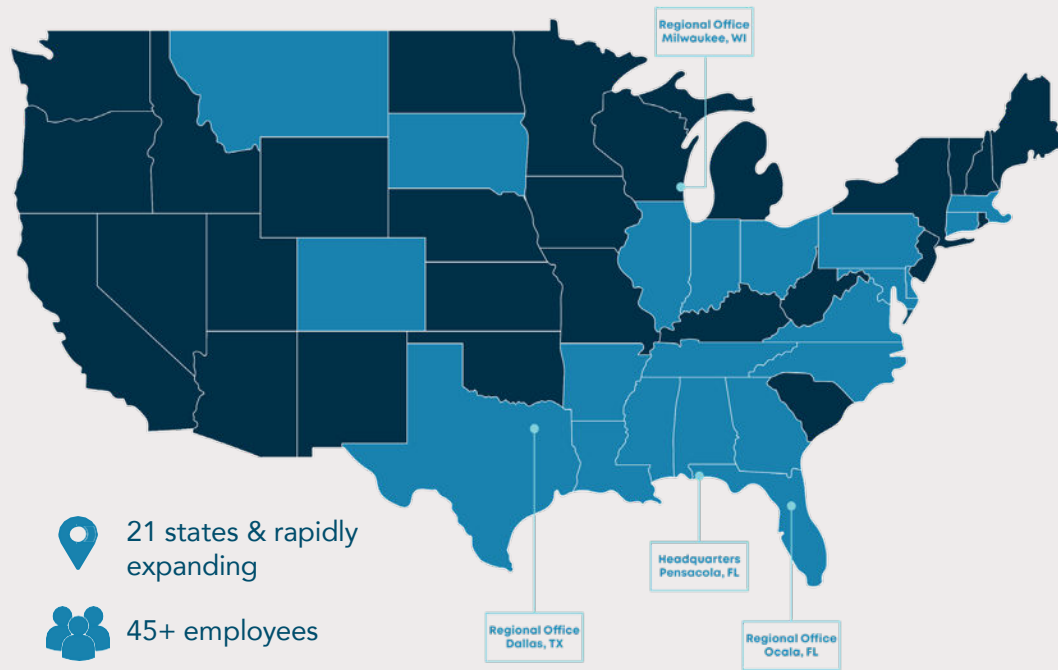 Regional Office
Milwaukee, WI
21 states & rapidly
expanding
45+ employees
Headquarters
Pensacola, FL
Regional Office
Dallas, TX
Regional Office
Ocala, FL